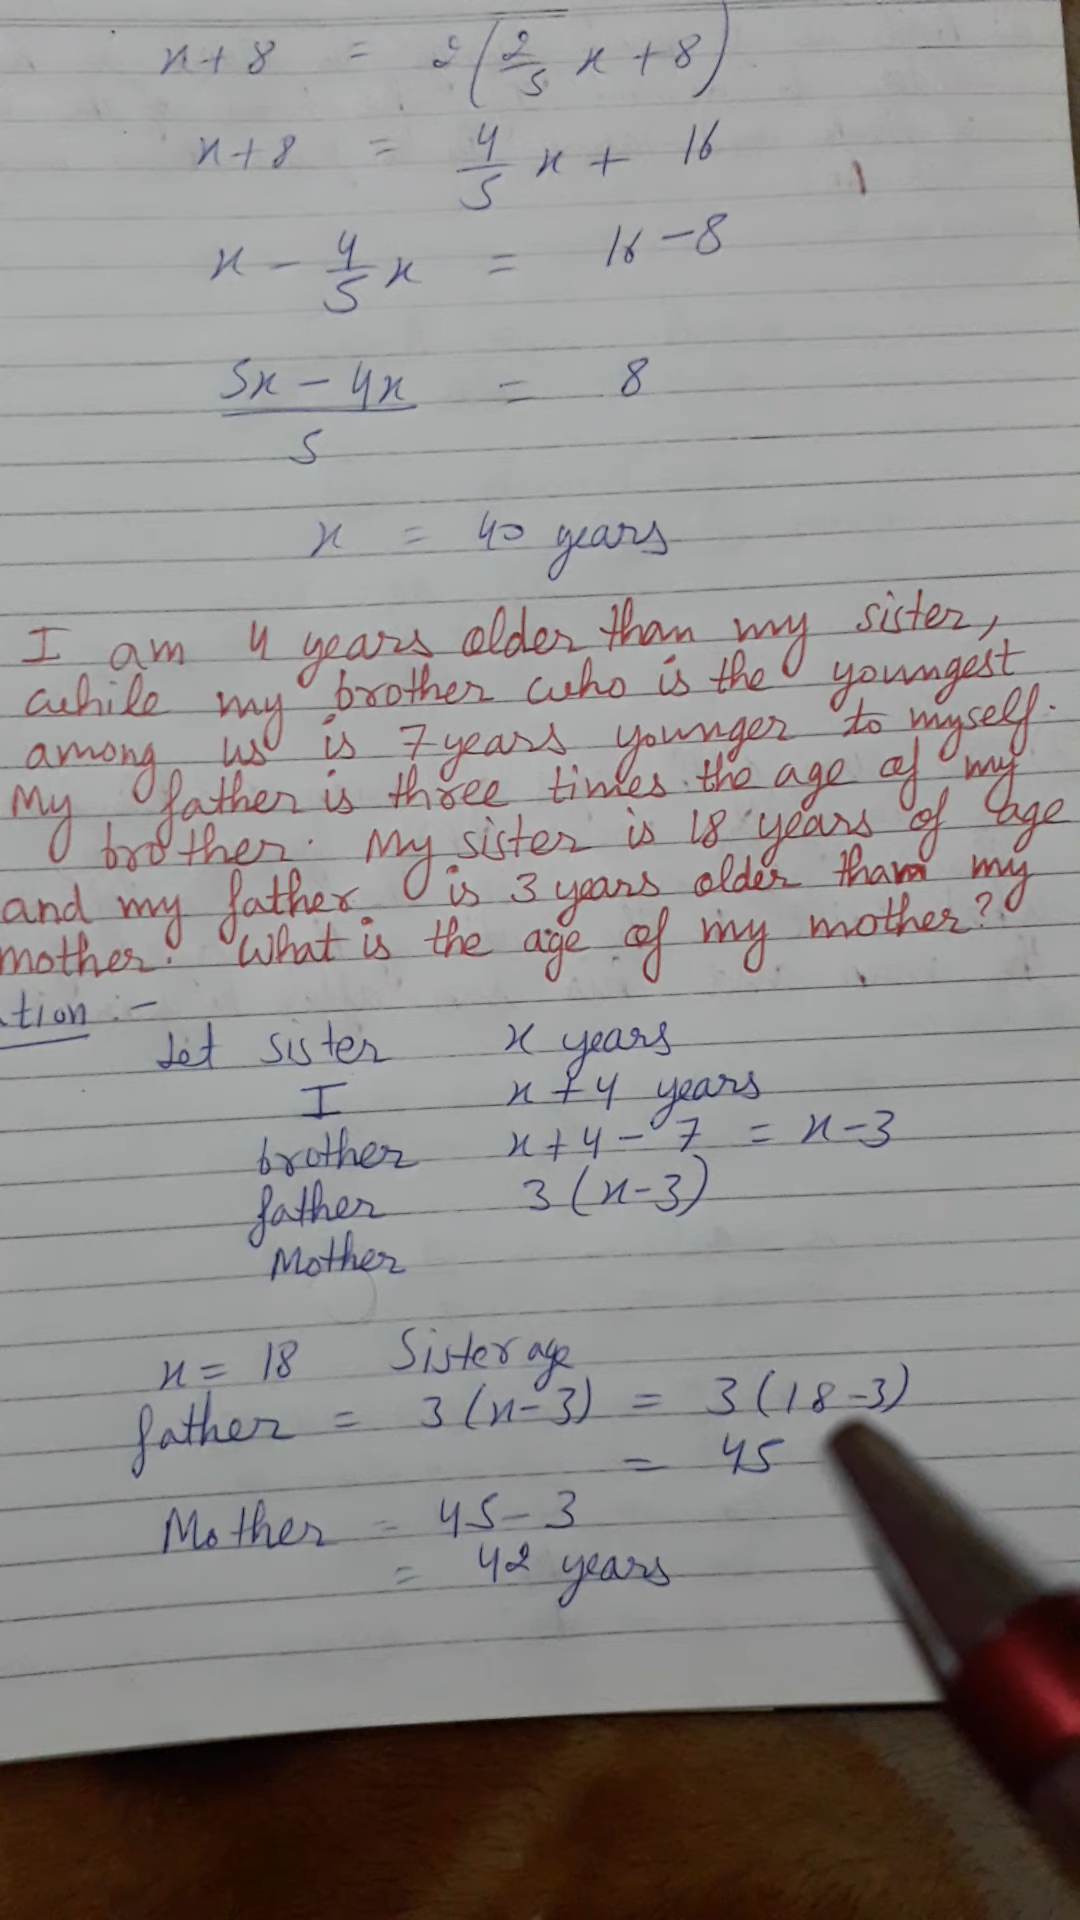 x+8 = 2(2/5 x + 8)
x+8 = 4/5 x + 16
x - 4/5 x = 16-8
5x - 4x / 5 = 8
x = 40 years
I am 4 years older than my sister,
while my brother who is the youngest
among us is 7 years younger to myself.
My father is three times the age of my
brother. My sister is 18 years of age
and my father is 3 years older than my
mother. What is the age of my mother?
tion :-
Let sister x years
I x + 4 years
brother x + 4 - 7 = x - 3
father 3 (x-3)
Mother
x = 18 Sister age
father = 3 (x-3) = 3 (18-3)
= 45
Mother = 45-3
= 42 years